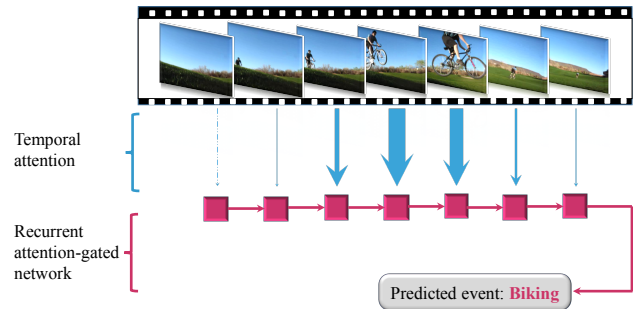 Temporal
attention
Recurrent
attention-gated
network
Predicted event: Biking